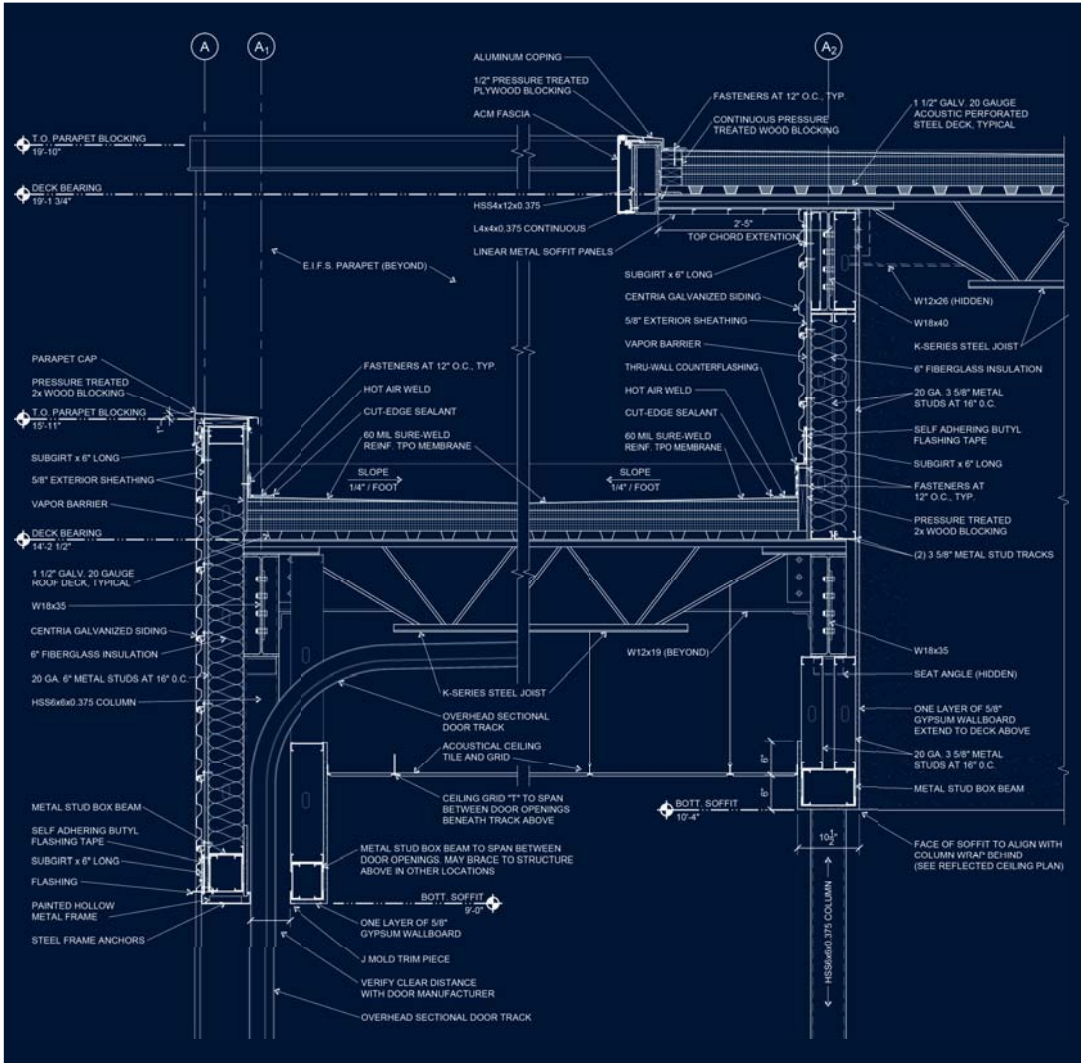 A
A1
A2
ALUMINUM COPING
1/2" PRESSURE TREATED
PLYWOOD BLOCKING
ACM FASCIA
FASTENERS AT 12" O.C., TYP.
CONTINUOUS PRESSURE
TREATED WOOD BLOCKING
1 1/2" GALV. 20 GAUGE
ACOUSTIC PERFORATED
STEEL DECK, TYPICAL
T.O. PARAPET BLOCKING
19'-10"
DECK BEARING
19'-1 3/4"
HSS4x12x0.375
L4x4x0.375 CONTINUOUS
LINEAR METAL SOFFIT PANELS
2'-5"
TOP CHORD EXTENTION
E.I.F.S. PARAPET (BEYOND)
SUBGIRT x 6" LONG
CENTRIA GALVANIZED SIDING
5/8" EXTERIOR SHEATHING
VAPOR BARRIER
THRU-WALL COUNTERFLASHING
HOT AIR WELD
CUT-EDGE SEALANT
60 MIL SURE-WELD
REINF. TPO MEMBRANE
W12x26 (HIDDEN)
W18x40
K-SERIES STEEL JOIST
6" FIBERGLASS INSULATION
20 GA. 3 5/8" METAL
STUDS AT 16" 0.C.
SELF ADHERING BUTYL
FLASHING TAPE
SUBGIRT x 6" LONG
FASTENERS AT
12" O.C., TYP.
PRESSURE TREATED
2x WOOD BLOCKING
(2) 3 5/8" METAL STUD TRACKS
PARAPET CAP
PRESSURE TREATED
2x WOOD BLOCKING
T.O. PARAPET BLOCKING
15'-11"
1"
SUBGIRT x 6" LONG
5/8" EXTERIOR SHEATHING
VAPOR BARRIER
DECK BEARING
14'-2 1/2"
FASTENERS AT 12" O.C., TYP.
HOT AIR WELD
CUT-EDGE SEALANT
60 MIL SURE-WELD
REINF. TPO MEMBRANE
SLOPE
1/4" / FOOT
SLOPE
1/4" / FOOT
1 1/2" GALV. 20 GAUGE
ROOF DECK, TYPICAL
W18x35
CENTRIA GALVANIZED SIDING
6" FIBERGLASS INSULATION
20 GA. 6" METAL STUDS AT 16" 0.C.
HSS6x6x0.375 COLUMN
W12x19 (BEYOND)
K-SERIES STEEL JOIST
OVERHEAD SECTIONAL
DOOR TRACK
ACOUSTICAL CEILING
TILE AND GRID
CEILING GRID "T" TO SPAN
BETWEEN DOOR OPENINGS
BENEATH TRACK ABOVE
W18x35
SEAT ANGLE (HIDDEN)
ONE LAYER OF 5/8"
GYPSUM WALLBOARD
EXTEND TO DECK ABOVE
20 GA. 3 5/8" METAL
STUDS AT 16" 0.C.
METAL STUD BOX BEAM
6"
6"
BOTT. SOFFIT
10'-4"
10 1/2"
FACE OF SOFFIT TO ALIGN WITH
COLUMN WRAP BEHIND
(SEE REFLECTED CEILING PLAN)
HSS6x6x0.375 COLUMN
METAL STUD BOX BEAM
SELF ADHERING BUTYL
FLASHING TAPE
SUBGIRT x 6" LONG
FLASHING
PAINTED HOLLOW
METAL FRAME
STEEL FRAME ANCHORS
METAL STUD BOX BEAM TO SPAN BETWEEN
DOOR OPENINGS. MAY BRACE TO STRUCTURE
ABOVE IN OTHER LOCATIONS
BOTT. SOFFIT
9'-0"
ONE LAYER OF 5/8"
GYPSUM WALLBOARD
J MOLD TRIM PIECE
VERIFY CLEAR DISTANCE
WITH DOOR MANUFACTURER
OVERHEAD SECTIONAL DOOR TRACK